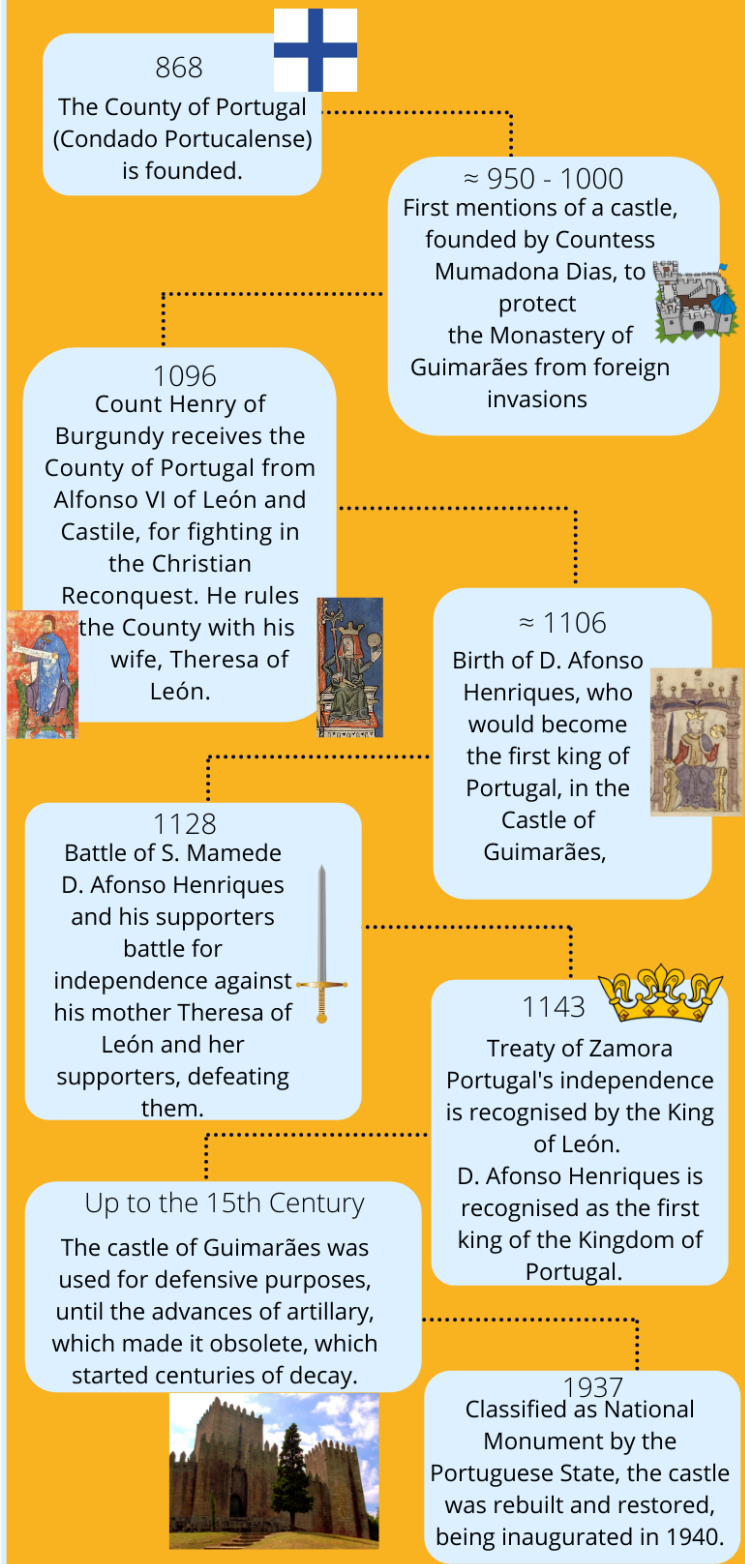 868
The County of Portugal
(Condado Portucalense)
is founded.
≈ 950 - 1000
First mentions of a castle,
founded by Countess
Mumadona Dias, to
protect
the Monastery of
Guimarães from foreign
invasions
1096
Count Henry of
Burgundy receives the
County of Portugal from
Alfonso VI of León and
Castile, for fighting in
the Christian
Reconquest. He rules
the County with his
wife, Theresa of
León.
≈ 1106
Birth of D. Afonso
Henriques, who
would become
the first king of
Portugal, in the
Castle of
Guimarães,
1128
Battle of S. Mamede
D. Afonso Henriques
and his supporters
battle for
independence against
his mother Theresa of
León and her
supporters, defeating
them.
1143
Treaty of Zamora
Portugal's independence
is recognised by the King
of León.
D. Afonso Henriques is
recognised as the first
king of the Kingdom of
Portugal.
Up to the 15th Century
The castle of Guimarães was
used for defensive purposes,
until the advances of artillary,
which made it obsolete, which
started centuries of decay.
1937
Classified as National
Monument by the
Portuguese State, the castle
was rebuilt and restored,
being inaugurated in 1940.